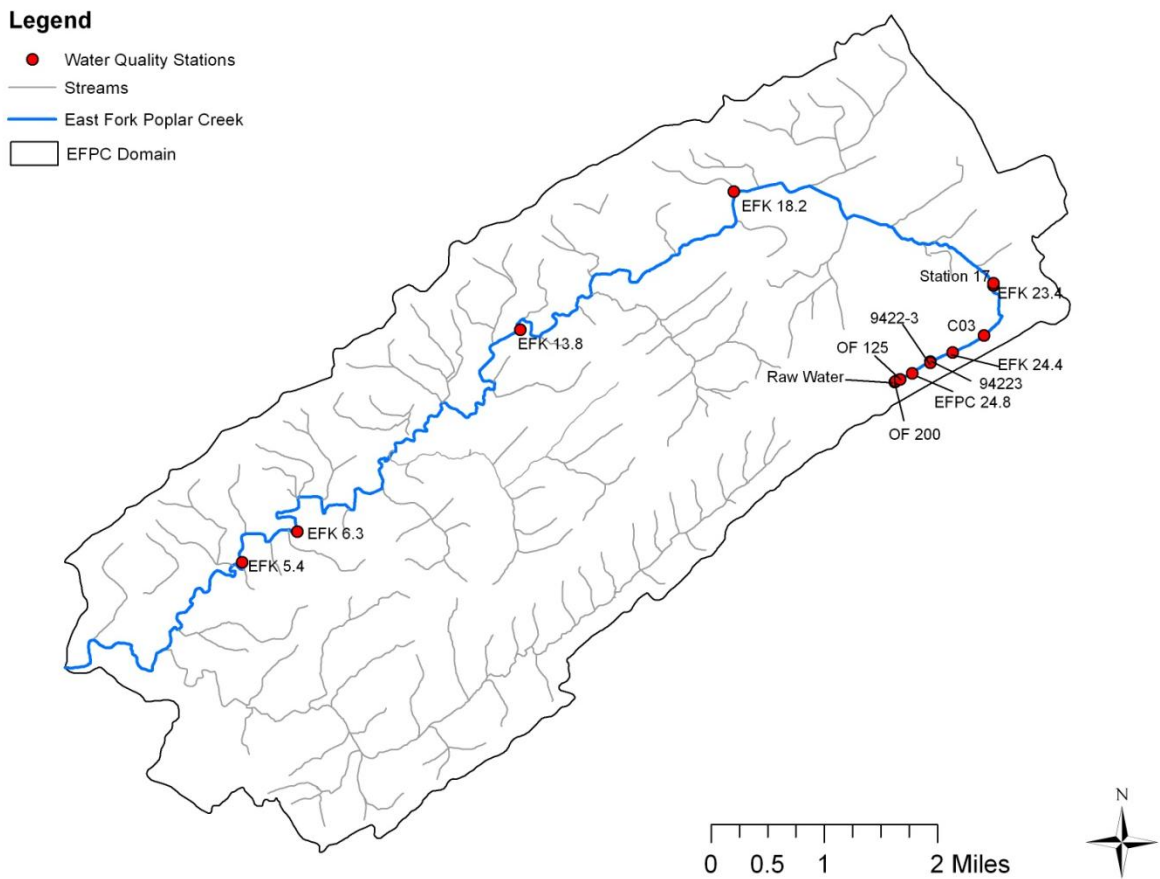 Legend
Water Quality Stations
Streams
East Fork Poplar Creek
EFPC Domain
EFK 18.2
Station 17
EFK 23.4
9422-3
C03
EFK 13.8
OF 125
EFK 24.4
Raw Water
94223
EFPC 24.8
OF 200
EFK 6.3
EFK 5.4
N
0 0.5 1 2 Miles